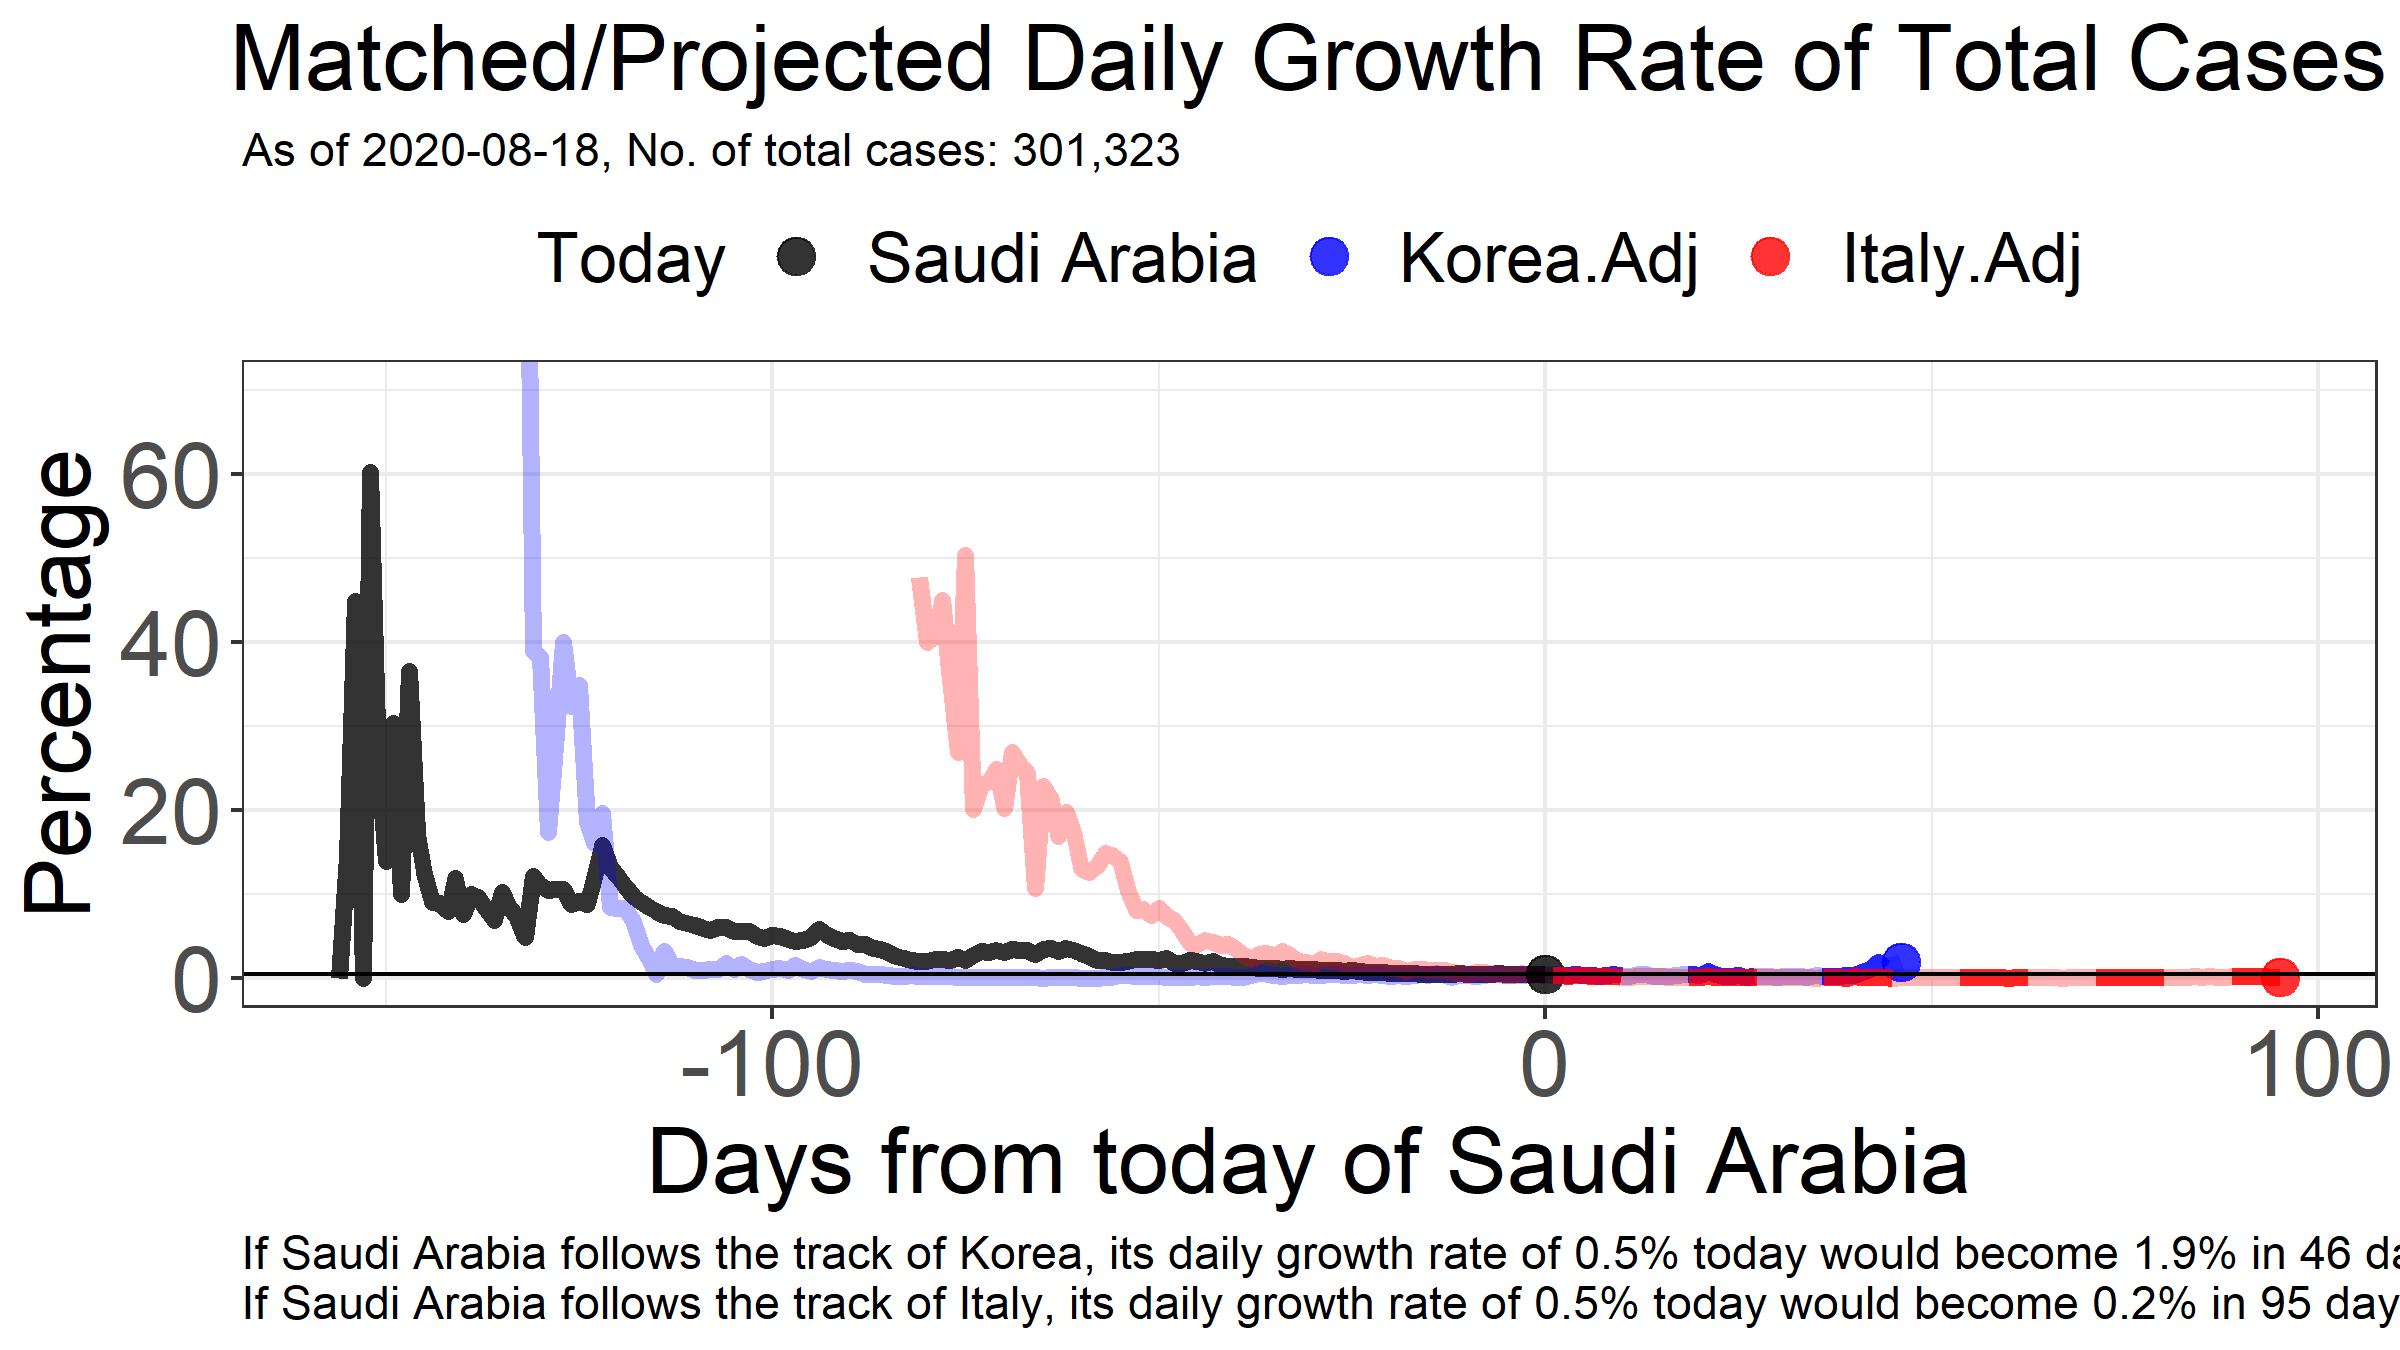 Matched/Projected Daily Growth Rate of Total Cases
As of 2020-08-18, No. of total cases: 301,323
Today Saudi Arabia Korea.Adj Italy.Adj
Percentage
60
40
20
0
-100 0 100
Days from today of Saudi Arabia
If Saudi Arabia follows the track of Korea, its daily growth rate of 0.5% today would become 1.9% in 46 da
If Saudi Arabia follows the track of Italy, its daily growth rate of 0.5% today would become 0.2% in 95 day